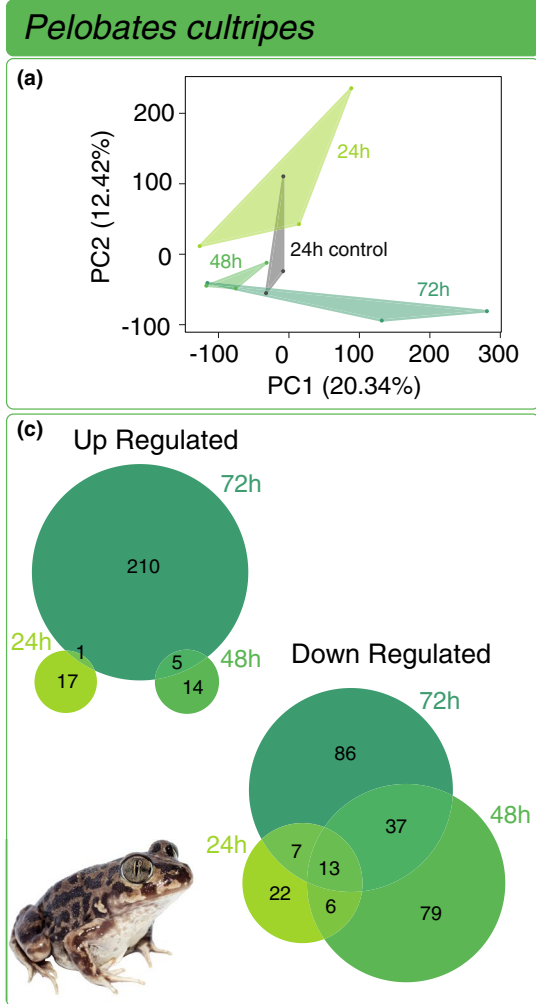 Pelobates cultripes
(a)
200
100
0
-100
PC2 (12.42%)
24h
24h control
48h
72h
-100 0 100 200 300
PC1 (20.34%)
(c)
Up Regulated
72h
210
24h
1
17
5
48h
14
Down Regulated
72h
86
37
48h
24h
7
13
22
6
79